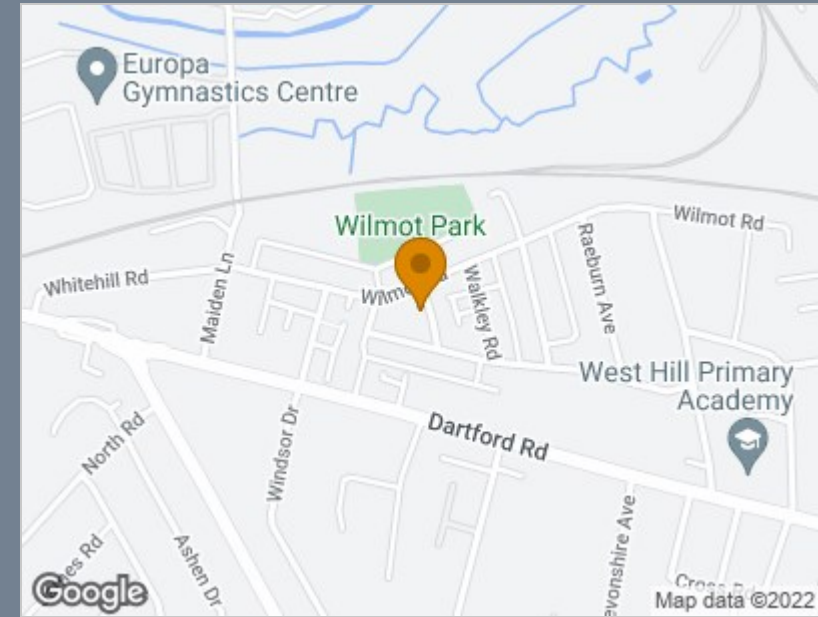 Europa
Gymnastics Centre
Wilmot Park
Wilmot Rd
Whitehill Rd
Maiden Ln
Walkley Rd
Raeburn Ave
West Hill Primary
Academy
North Rd
Windsor Dr
Dartford Rd
Ashen Dr
Google
Map data ©2022